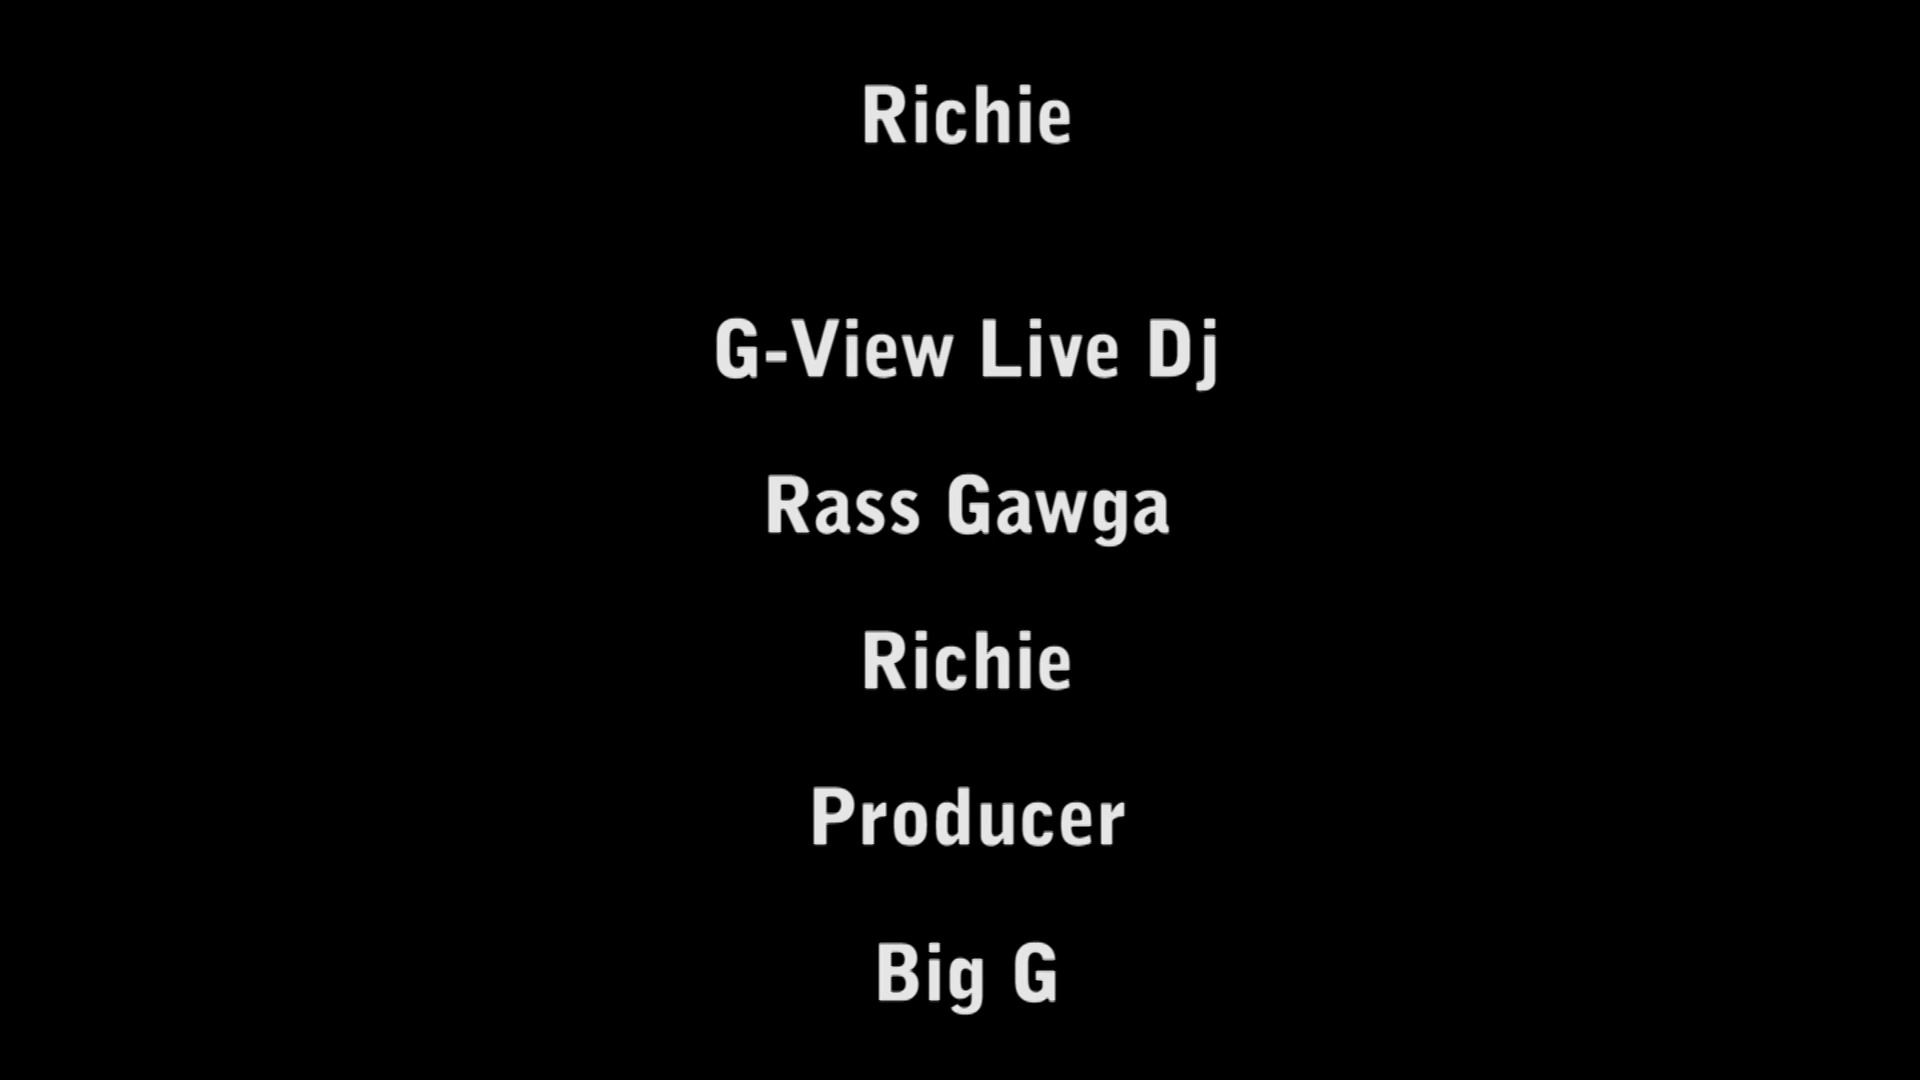 Richie
G-View Live Dj
Rass Gawga
Richie
Producer
Big G